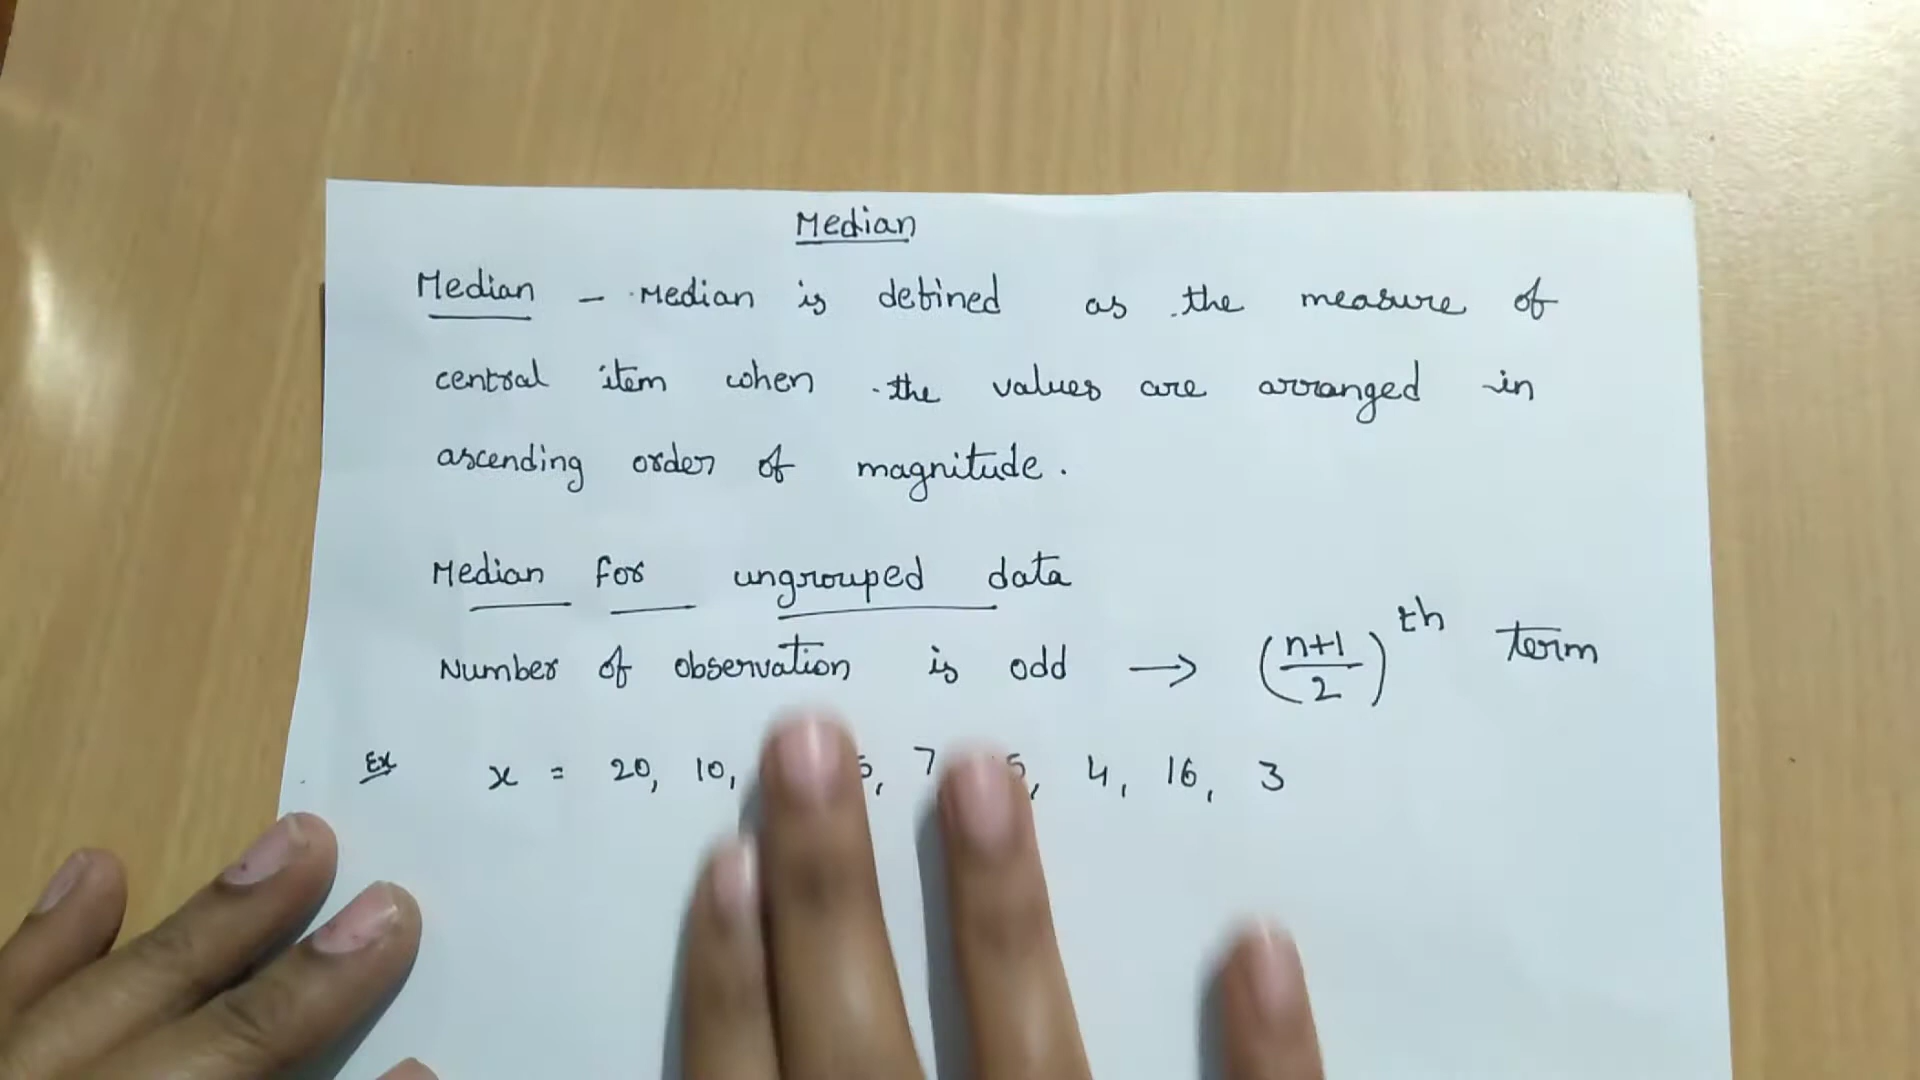 Median
Median - Median is defined as the measure of
central item when the values are arranged in
ascending order of magnitude.
Median for ungrouped data
Number of observation is odd → (n+1/2)th term
Ex x = 20, 10, 7 4, 16, 3